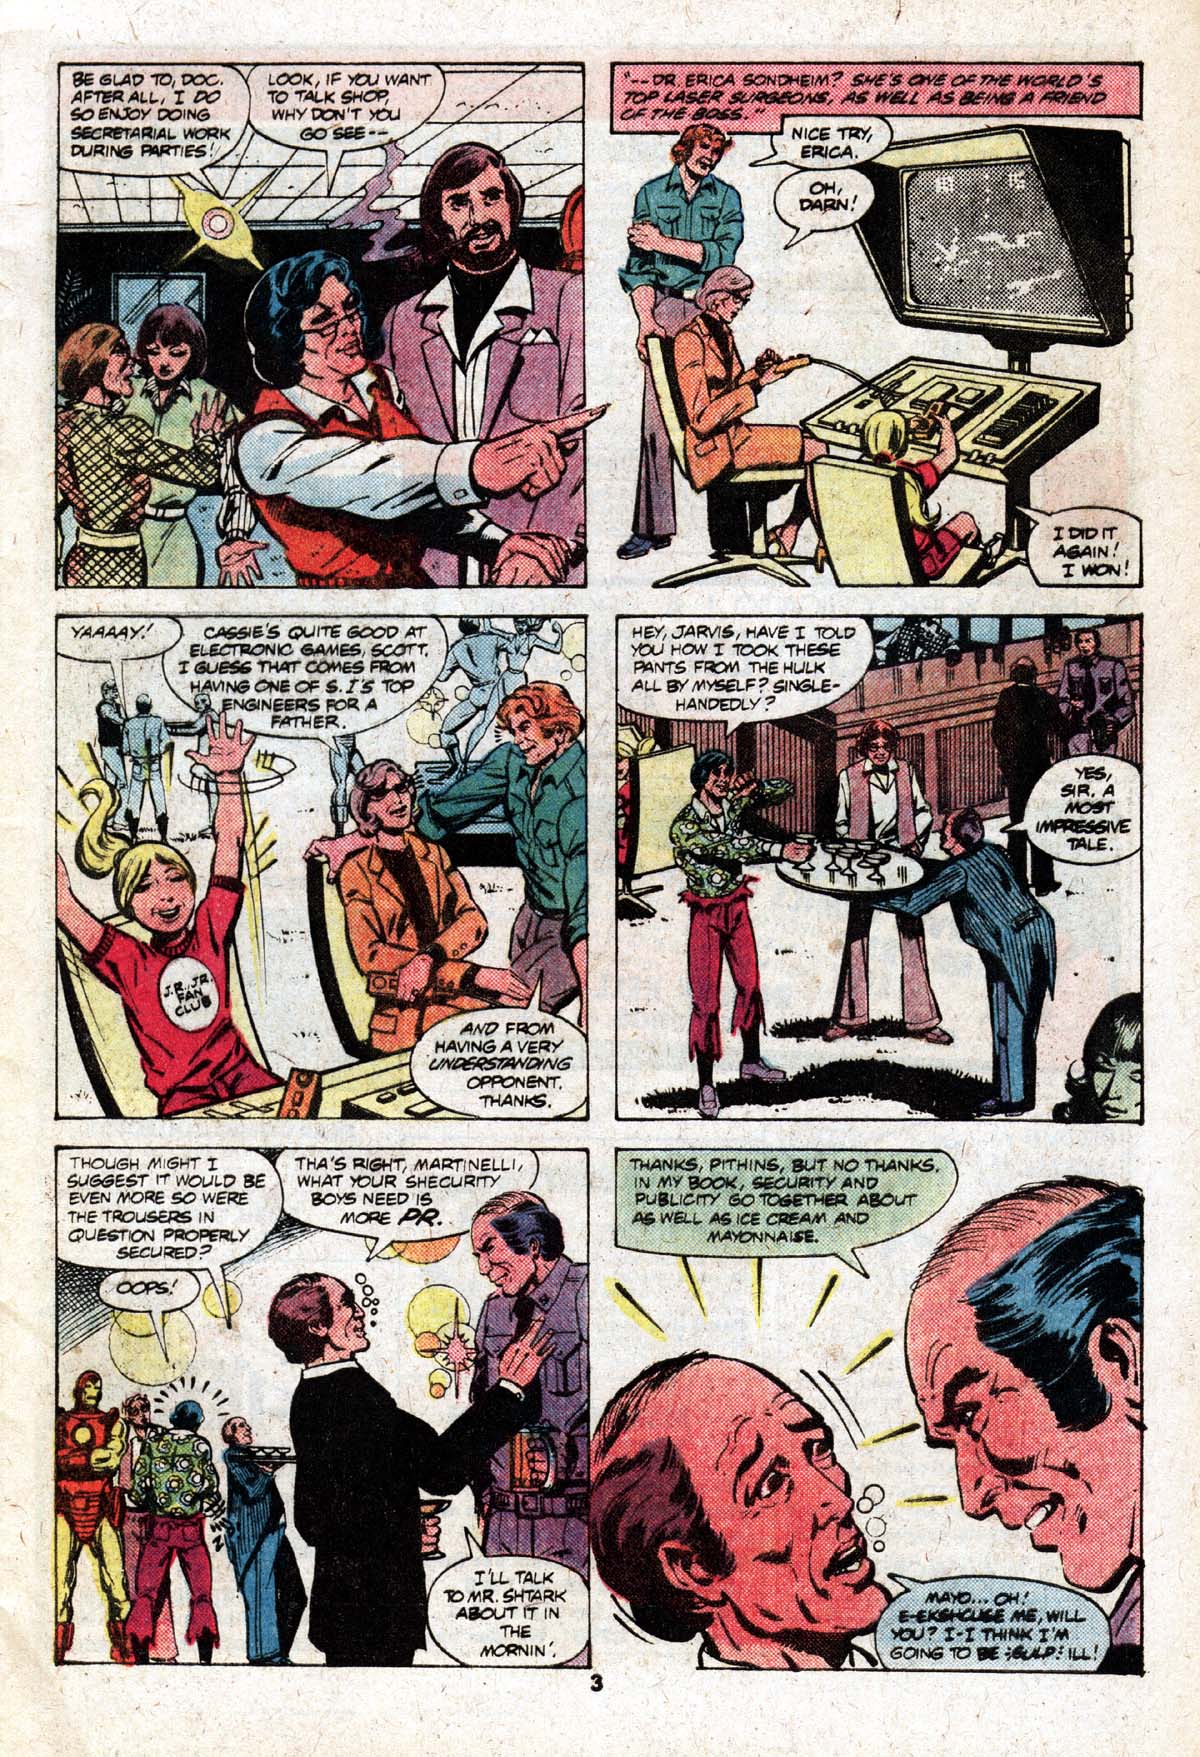 BE GLAD TO, DOC.
AFTER ALL, I DO
SO ENJOY DOING
SECRETARIAL WORK
DURING PARTIES!
LOOK, IF YOU WANT
TO TALK SHOP,
WHY DON'T YOU
GO SEE--
"--DR. ERICA SONDHEIM? SHE'S ONE OF THE WORLD'S
TOP LASER SURGEONS, AS WELL AS BEING A FRIEND
OF THE BOSS."
NICE TRY,
ERICA.
OH,
DARN!
I DID IT
AGAIN!
I WON!
YAAAAY!
CASSIE'S QUITE GOOD AT
ELECTRONIC GAMES, SCOTT.
I GUESS THAT COMES FROM
HAVING ONE OF S.I'S TOP
ENGINEERS FOR A
FATHER.
J.R., JR.
FAN
CLUB
AND FROM
HAVING A VERY
UNDERSTANDING
OPPONENT.
THANKS.
HEY, JARVIS, HAVE I TOLD
YOU HOW I TOOK THESE
PANTS FROM THE HULK
ALL BY MYSELF? SINGLE-
HANDEDLY?
YES,
SIR. A
MOST
IMPRESSIVE
TALE.
THOUGH MIGHT I
SUGGEST IT WOULD BE
EVEN MORE SO WERE
THE TROUSERS IN
QUESTION PROPERLY
SECURED?
OOPS!
THA'S RIGHT, MARTINELLI,
WHAT YOUR SHECURITY
BOYS NEED IS
MORE PR.
I'LL TALK
TO MR. SHTARK
ABOUT IT IN
THE
MORNIN'.
THANKS, PITHINS, BUT NO THANKS.
IN MY BOOK, SECURITY AND
PUBLICITY GO TOGETHER ABOUT
AS WELL AS ICE CREAM AND
MAYONNAISE.
MAYO... OH!
E-EKSHCUSE ME, WILL
YOU? I-I THINK I'M
GOING TO BE :GULP: ILL!
3